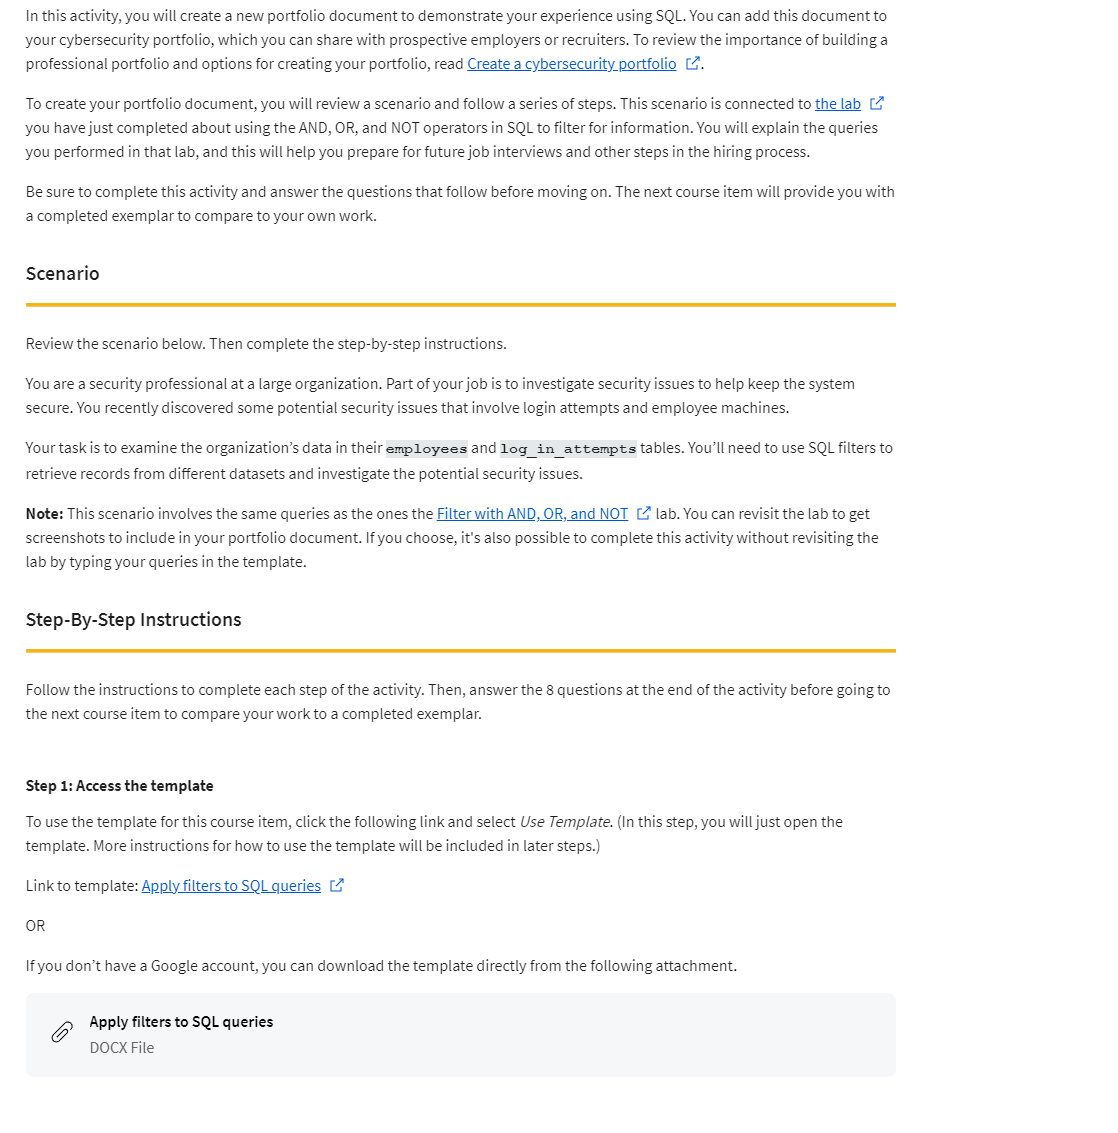 In this activity, you will create a new portfolio document to demonstrate your experience using SQL. You can add this document to
your cybersecurity portfolio, which you can share with prospective employers or recruiters. To review the importance of building a
professional portfolio and options for creating your portfolio, read Create a cybersecurity portfolio.
To create your portfolio document, you will review a scenario and follow a series of steps. This scenario is connected to the lab
you have just completed about using the AND, OR, and NOT operators in SQL to filter for information. You will explain the queries
you performed in that lab, and this will help you prepare for future job interviews and other steps in the hiring process.
Be sure to complete this activity and answer the questions that follow before moving on. The next course item will provide you with
a completed exemplar to compare to your own work.
Scenario
Review the scenario below. Then complete the step-by-step instructions.
You are a security professional at a large organization. Part of your job is to investigate security issues to help keep the system
secure. You recently discovered some potential security issues that involve login attempts and employee machines.
Your task is to examine the organization’s data in their employees and log_in_attempts tables. You’ll need to use SQL filters to
retrieve records from different datasets and investigate the potential security issues.
Note: This scenario involves the same queries as the ones the Filter with AND, OR, and NOT lab. You can revisit the lab to get
screenshots to include in your portfolio document. If you choose, it's also possible to complete this activity without revisiting the
lab by typing your queries in the template.
Step-By-Step Instructions
Follow the instructions to complete each step of the activity. Then, answer the 8 questions at the end of the activity before going to
the next course item to compare your work to a completed exemplar.
Step 1: Access the template
To use the template for this course item, click the following link and select Use Template. (In this step, you will just open the
template. More instructions for how to use the template will be included in later steps.)
Link to template: Apply filters to SQL queries
OR
If you don’t have a Google account, you can download the template directly from the following attachment.
Apply filters to SQL queries
DOCX File